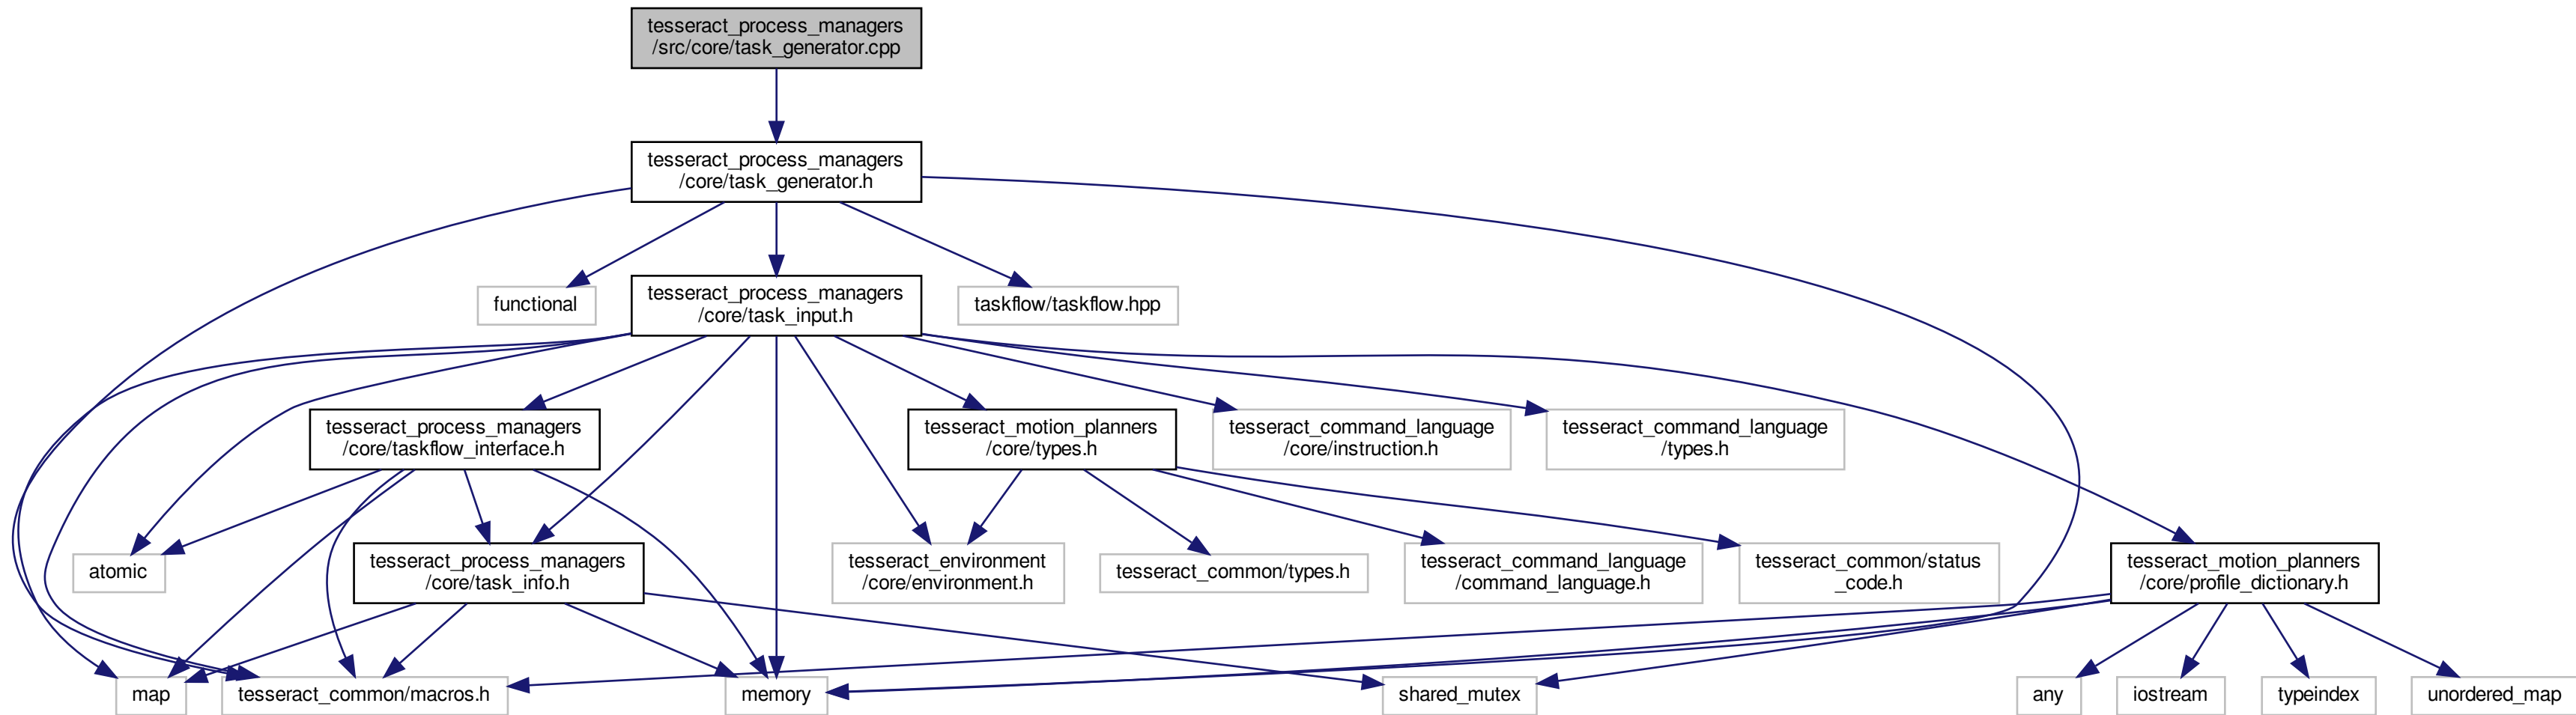 tesseract_process_managers
/src/core/task_generator.cpp
tesseract_process_managers
/core/task_generator.h
functional
tesseract_process_managers
/core/task_input.h
taskflow/taskflow.hpp
tesseract_process_managers
/core/taskflow_interface.h
tesseract_motion_planners
/core/types.h
tesseract_command_language
/core/instruction.h
tesseract_command_language
/types.h
atomic
tesseract_process_managers
/core/task_info.h
tesseract_environment
/core/environment.h
tesseract_common/types.h
tesseract_command_language
/command_language.h
tesseract_common/status
_code.h
tesseract_motion_planners
/core/profile_dictionary.h
map
tesseract_common/macros.h
memory
shared_mutex
any
iostream
typeindex
unordered_map